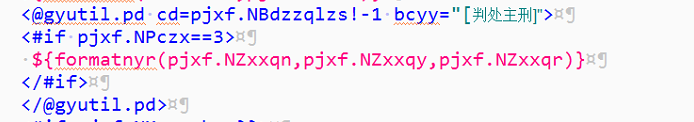 <@gyutil.pd cd=pjxf.NBdzzqlzs!-1 bcyy="[判处主刑]">¤¶
<#if pjxf.NPczx==3>¤¶
${formatnyr(pjxf.NZxxqn,pjxf.NZxxqy,pjxf.NZxxqr)}¤¶
</#if>¤¶
</@gyutil.pd>¤¶